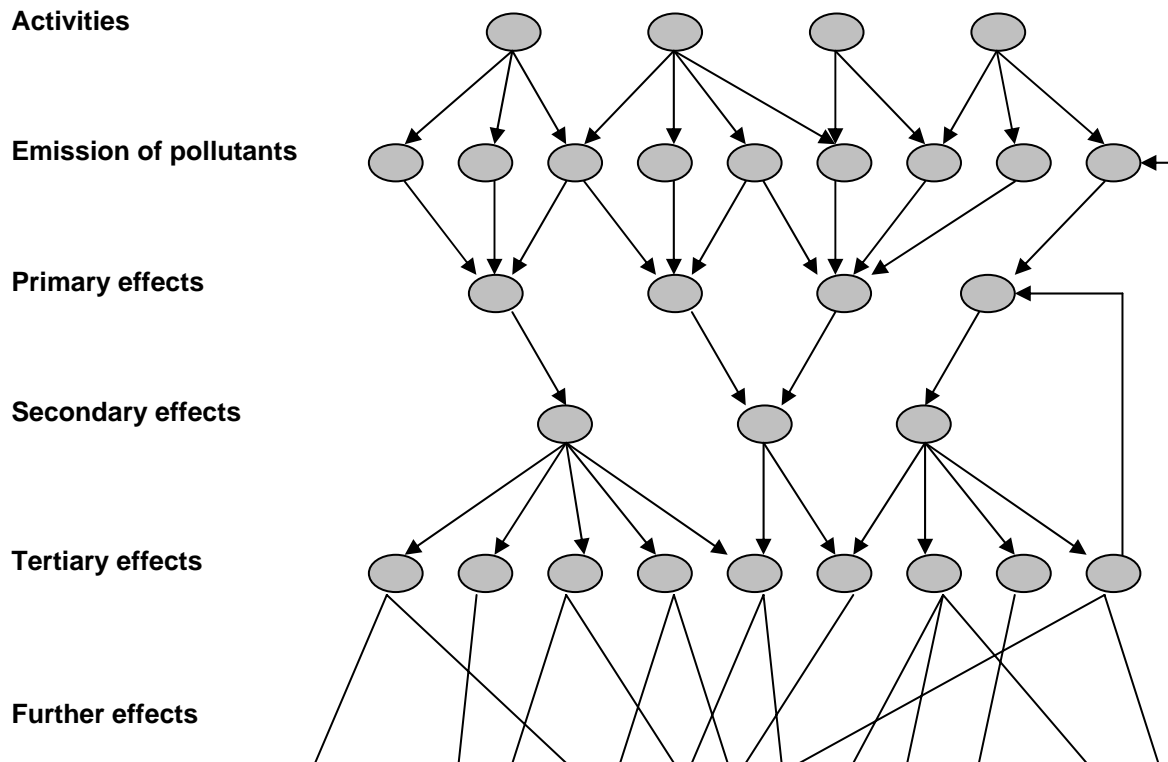 Activities
Emission of pollutants
Primary effects
Secondary effects
Tertiary effects
Further effects